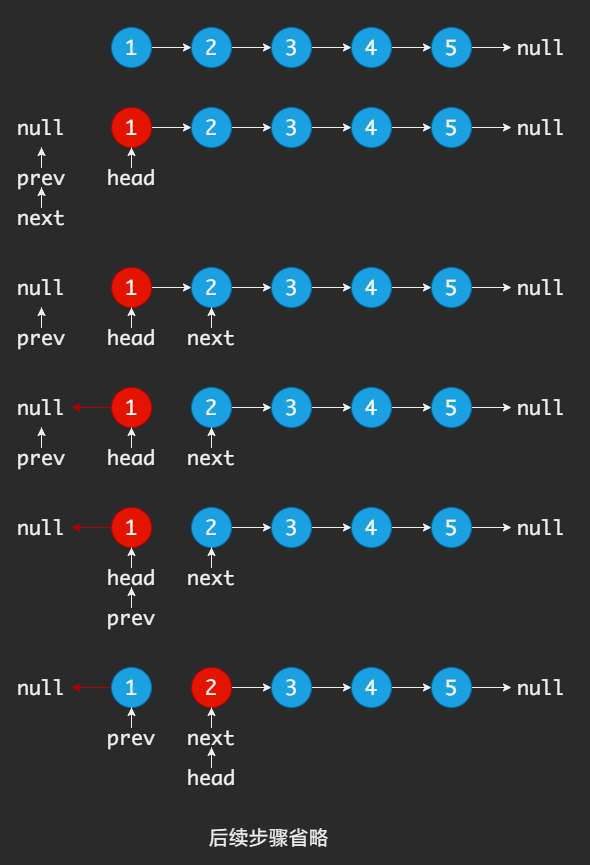 1 2 3 4 5 null
null 1 2 3 4 5 null
prev head
next
null 1 2 3 4 5 null
prev head next
null 1 2 3 4 5 null
prev head next
null 1 2 3 4 5 null
head next
prev
null 1 2 3 4 5 null
prev next
head
后续步骤省略